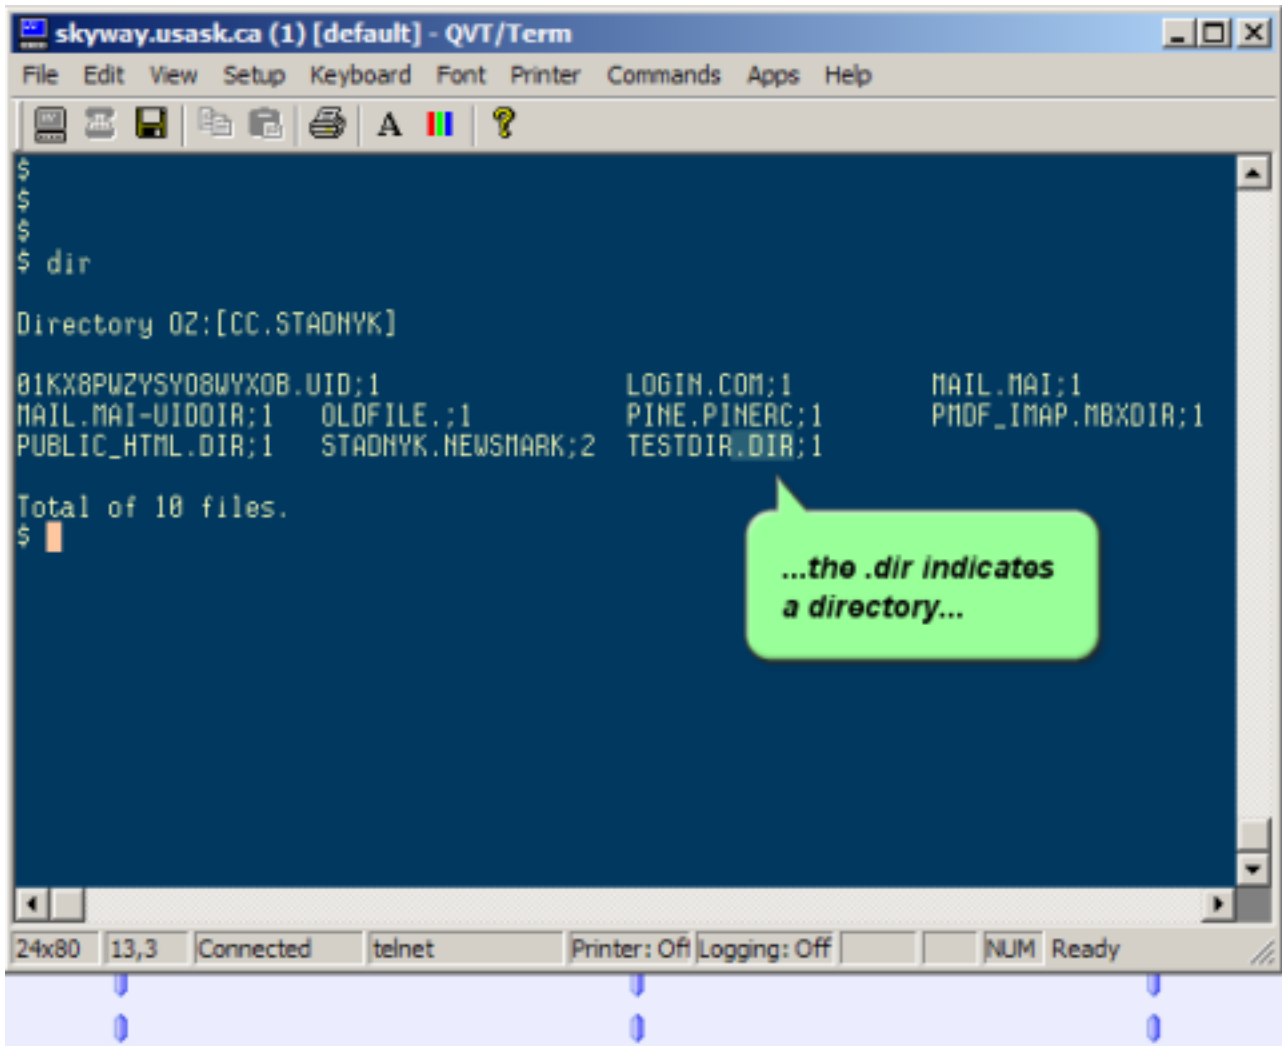 skyway.usask.ca (1) [default] - QVT/Term
File Edit View Setup Keyboard Font Printer Commands Apps Help
$
$
$
$ dir
Directory OZ:[CC.STADNYK]
01KX8PWZYSYO8WYXOB.UID;1 LOGIN.COM;1 MAIL.MAI;1
MAIL.MAI-UIDDIR;1 OLDFILE.;1 PINE.PINERC;1 PMDF_IMAP.MBXDIR;1
PUBLIC_HTML.DIR;1 STADNYK.NEWSMARK;2 TESTDIR.DIR;1
Total of 10 files.
$
...the .dir indicates
a directory...
24x80 13,3 Connected telnet Printer: Off Logging: Off NUM Ready